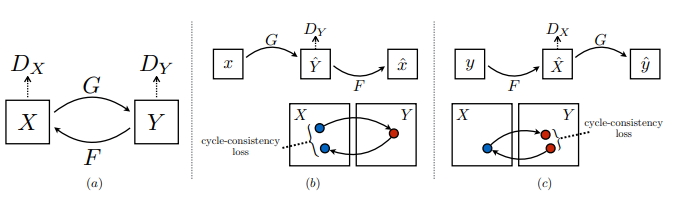 D_X
D_Y
G
X
Y
F
(a)
D_Y
G
x
Ŷ
x̂
F
X
Y
cycle-consistency
loss
(b)
D_X
G
y
X̂
ŷ
F
X
Y
cycle-consistency
loss
(c)